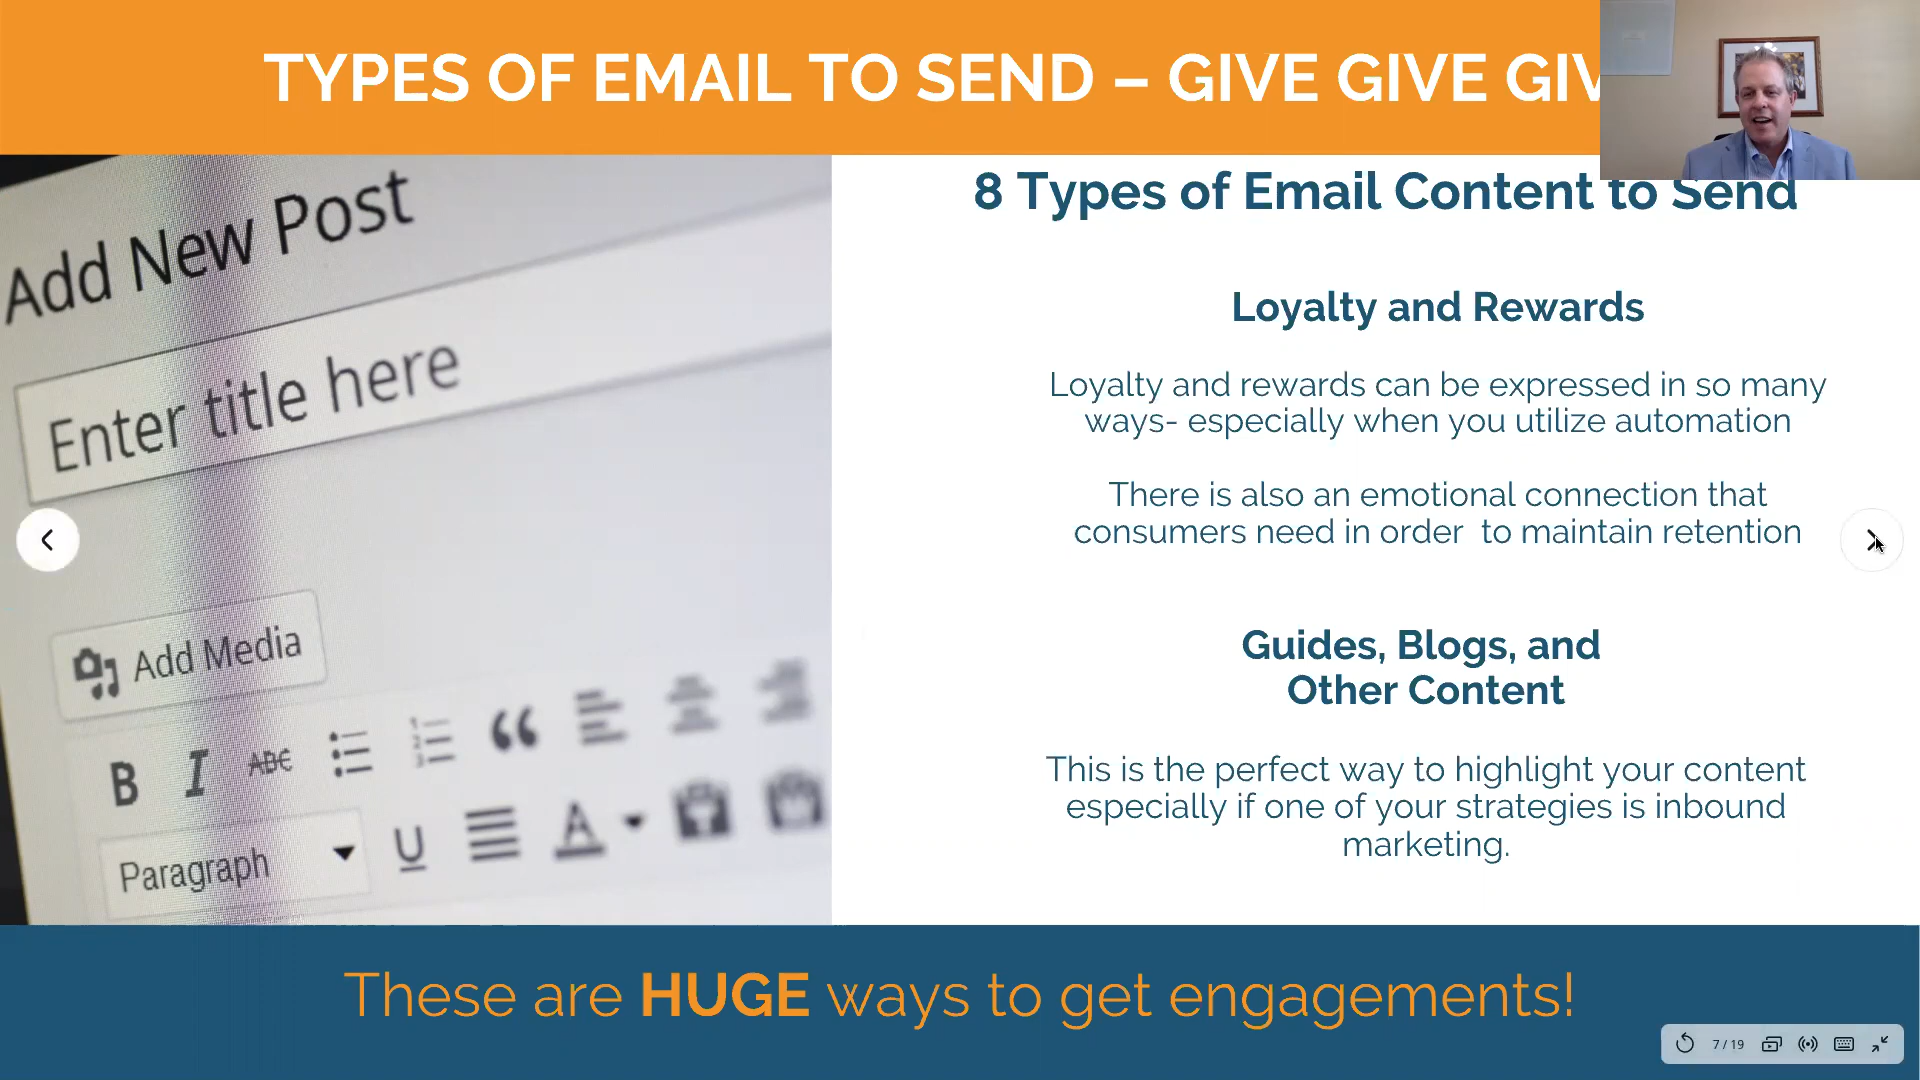 TYPES OF EMAIL TO SEND – GIVE GIVE GIV
8 Types of Email Content to Send
Add New Post
Enter title here
Add Media
B I ABC
Paragraph U A
Loyalty and Rewards
Loyalty and rewards can be expressed in so many
ways- especially when you utilize automation
There is also an emotional connection that
consumers need in order to maintain retention
Guides, Blogs, and
Other Content
This is the perfect way to highlight your content
especially if one of your strategies is inbound
marketing.
These are HUGE ways to get engagements!
7 / 19